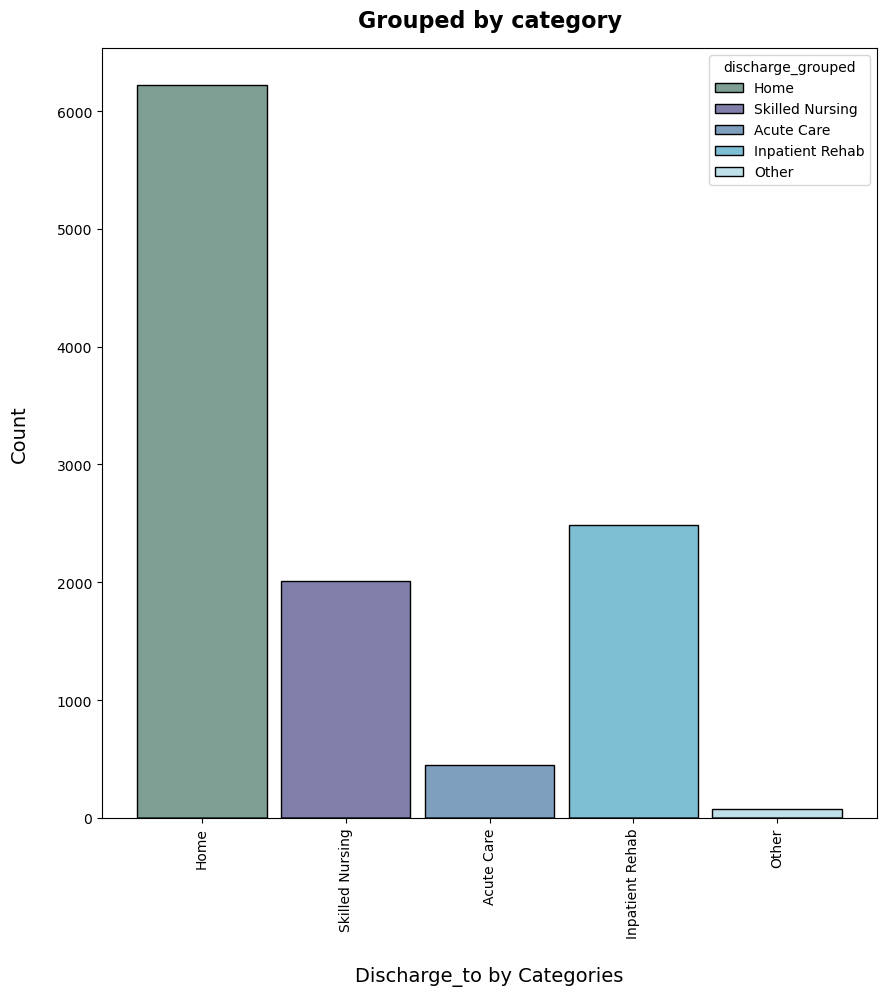 Grouped by category
discharge_grouped
Home
Skilled Nursing
Acute Care
Inpatient Rehab
Other
6000
5000
4000
3000
2000
1000
0
Count
Home
Skilled Nursing
Acute Care
Inpatient Rehab
Other
Discharge_to by Categories